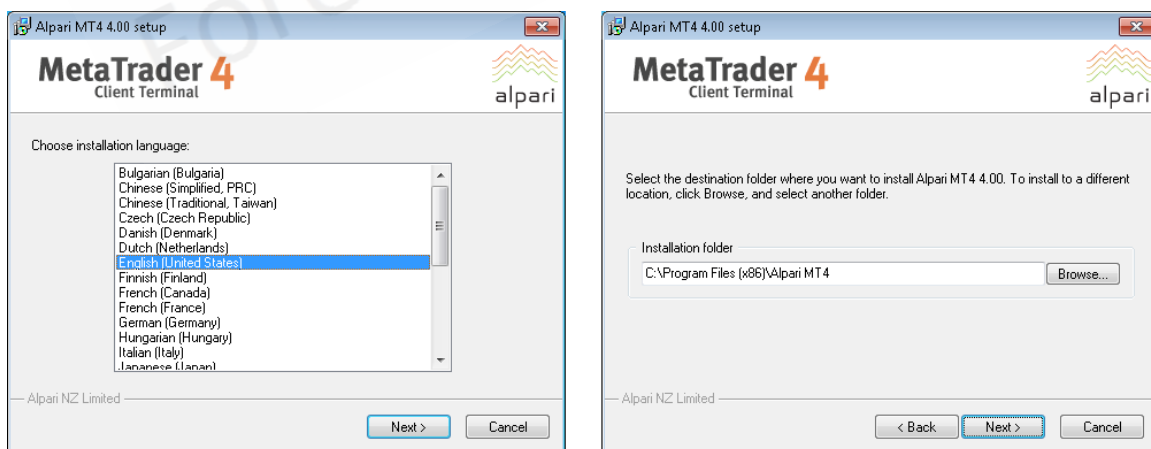 Alpari MT4 4.00 setup
MetaTrader 4
Client Terminal
alpari
Choose installation language:
Bulgarian (Bulgaria)
Chinese (Simplified, PRC)
Chinese (Traditional, Taiwan)
Czech (Czech Republic)
Danish (Denmark)
Dutch (Netherlands)
English (United States)
Finnish (Finland)
French (Canada)
French (France)
German (Germany)
Hungarian (Hungary)
Italian (Italy)
Japanese (Japan)
Alpari NZ Limited
Next >
Cancel
Alpari MT4 4.00 setup
MetaTrader 4
Client Terminal
alpari
Select the destination folder where you want to install Alpari MT4 4.00. To install to a different
location, click Browse, and select another folder.
Installation folder
C:\Program Files (x86)\Alpari MT4
Browse...
Alpari NZ Limited
< Back
Next >
Cancel